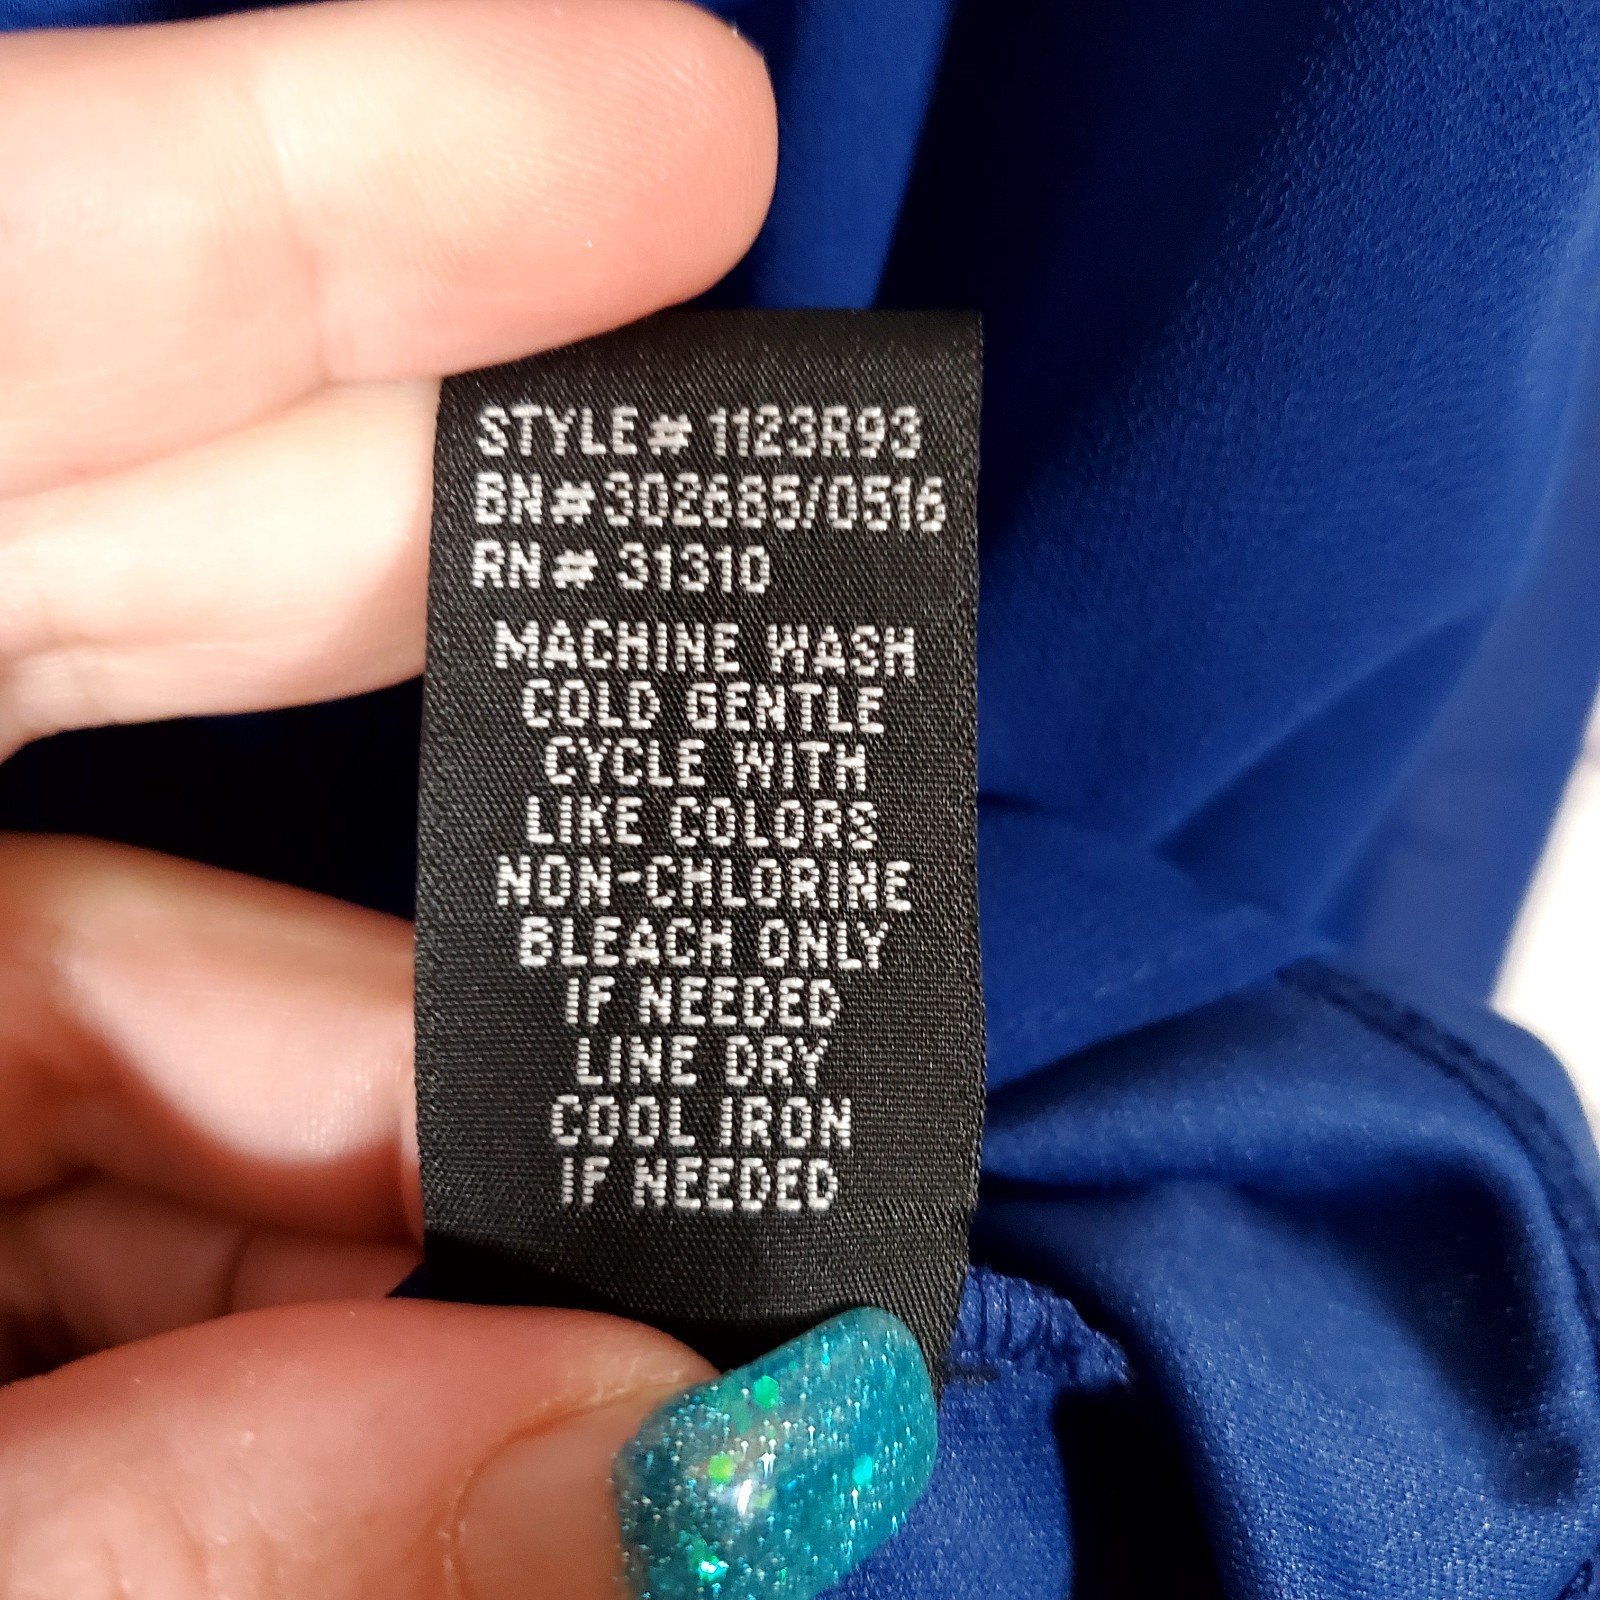 STYLE# 1123R93
BN#302685/0516
RN# 31310
MACHINE WASH
COLD GENTLE
CYCLE WITH
LIKE COLORS
NON-CHLORINE
BLEACH ONLY
IF NEEDED
LINE DRY
COOL IRON
IF NEEDED